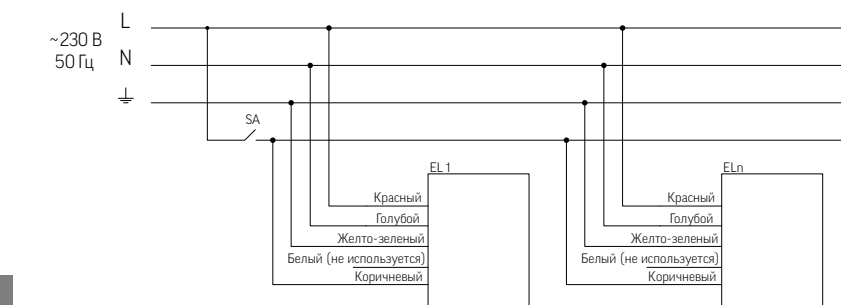 L
~230 В
50 Гц
N
SA
EL 1
ELn
Красный
Красный
Голубой
Голубой
Желто-зеленый
Желто-зеленый
Белый (не используется)
Белый (не используется)
Коричневый
Коричневый